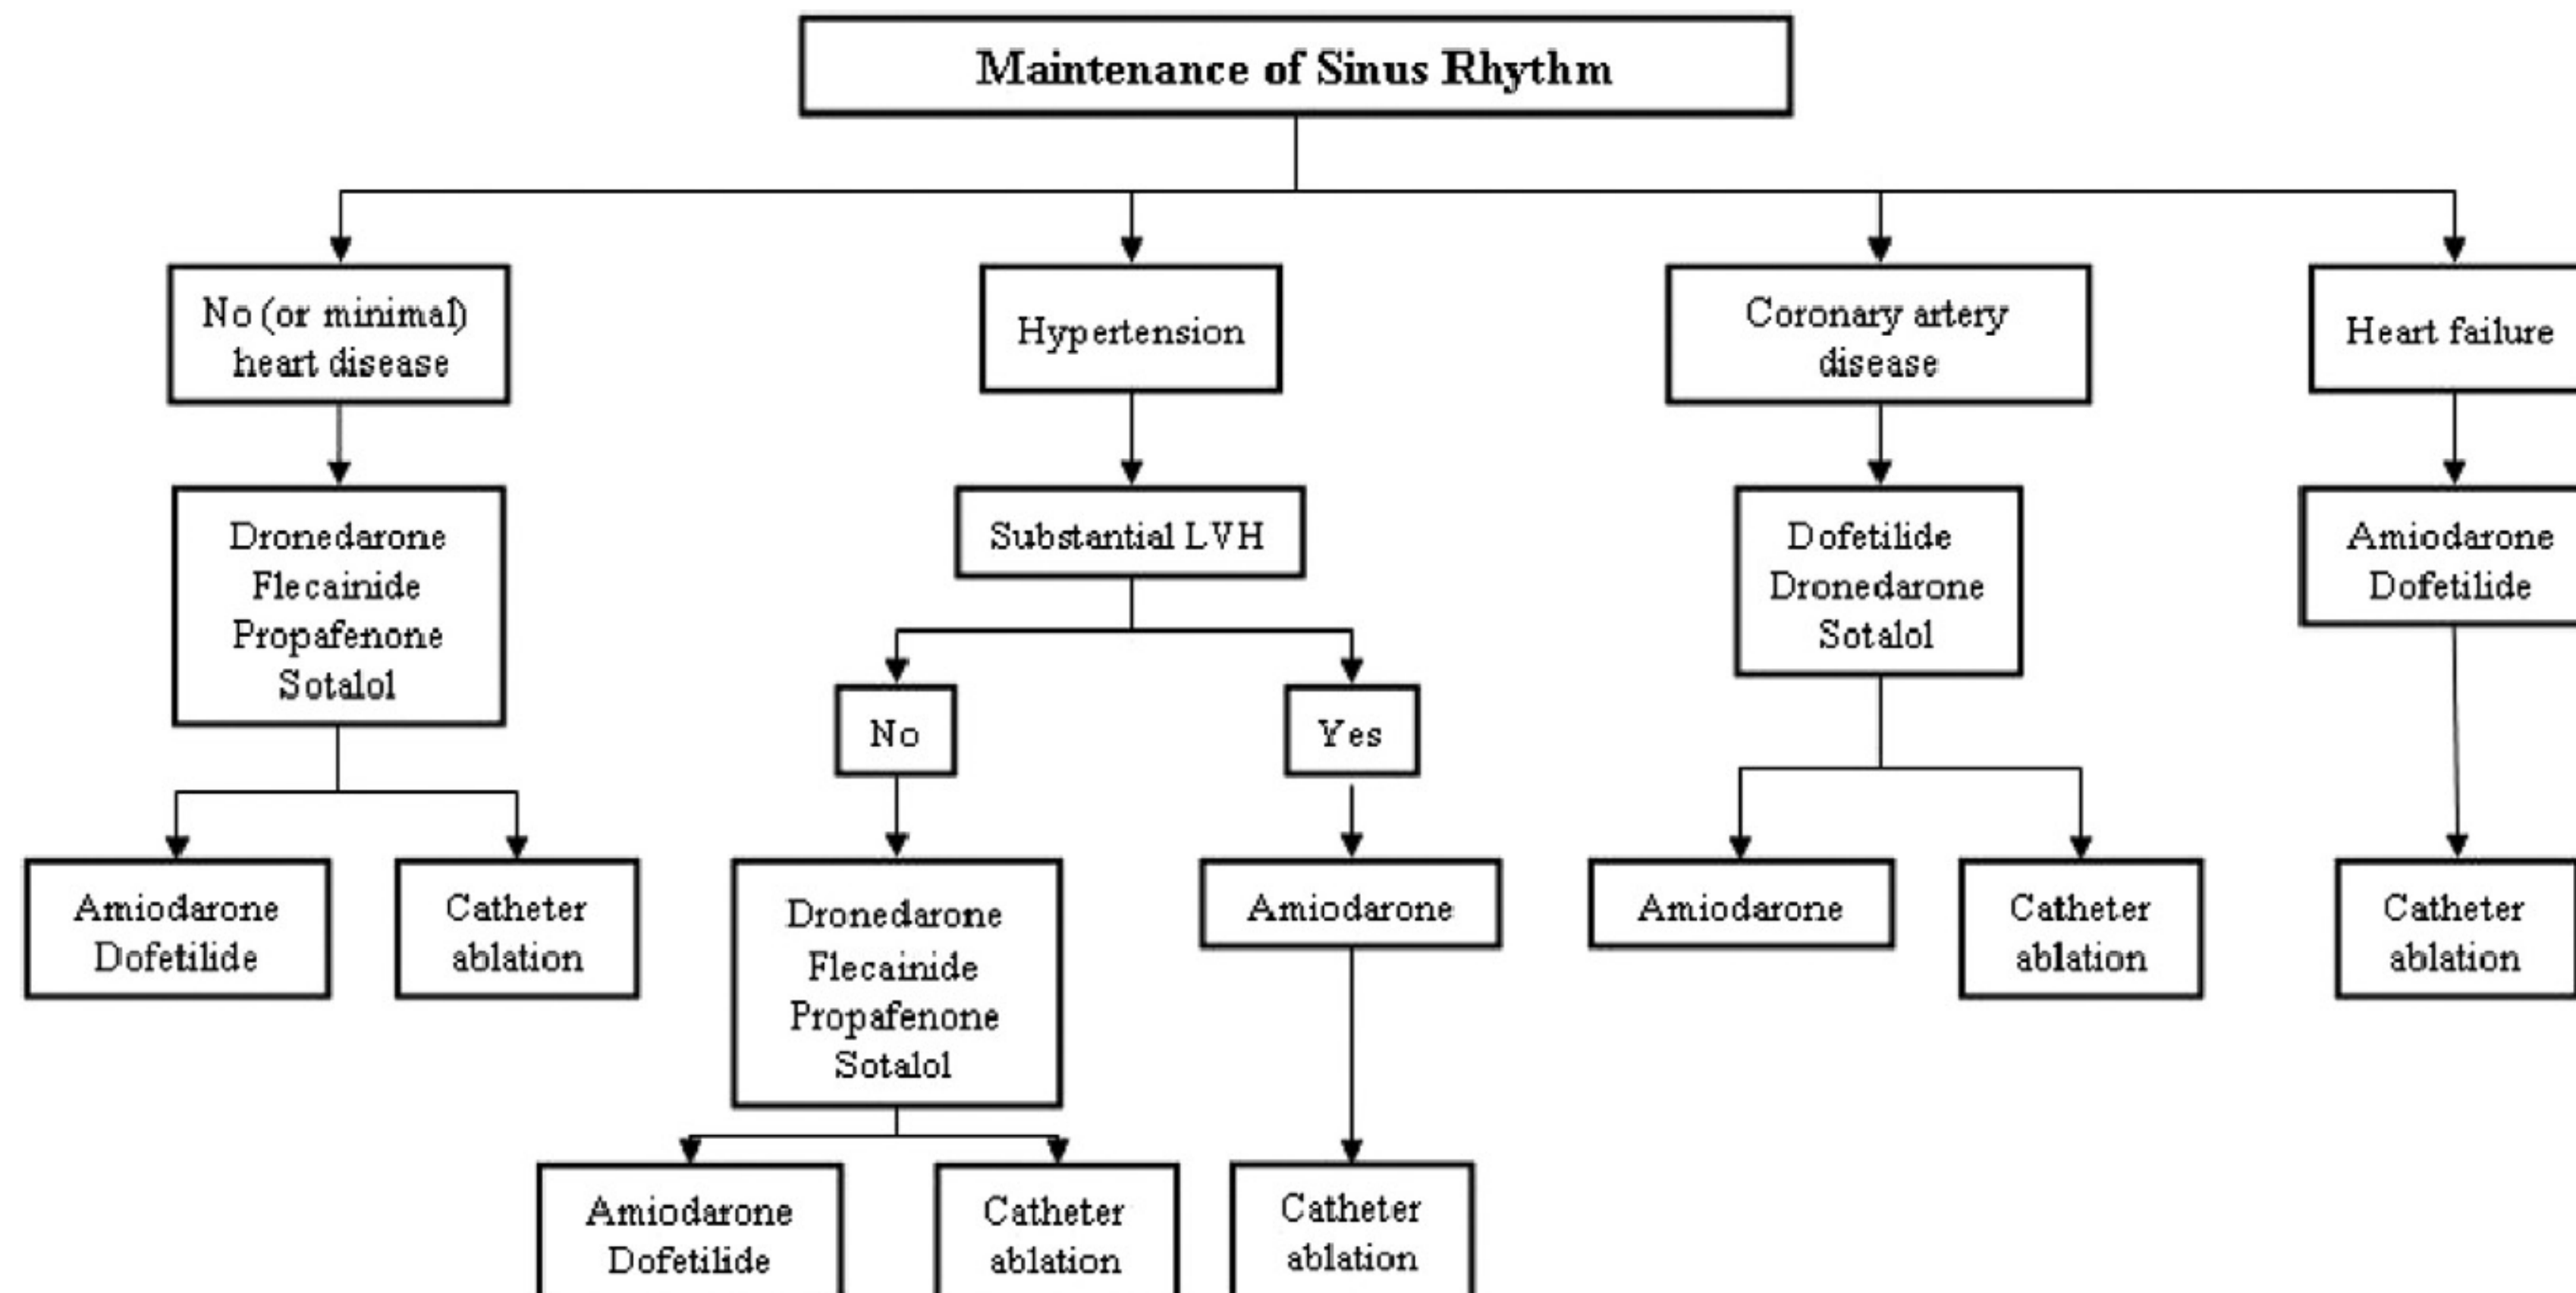 Maintenance of Sinus Rhythm
No (or minimal)
heart disease
Hypertension
Coronary artery
disease
Heart failure
Dronedarone
Flecainide
Propafenone
Sotalol
Substantial LVH
Dofetilide
Dronedarone
Sotalol
Amiodarone
Dofetilide
No
Yes
Amiodarone
Dofetilide
Catheter
ablation
Dronedarone
Flecainide
Propafenone
Sotalol
Amiodarone
Amiodarone
Catheter
ablation
Catheter
ablation
Amiodarone
Dofetilide
Catheter
ablation
Catheter
ablation